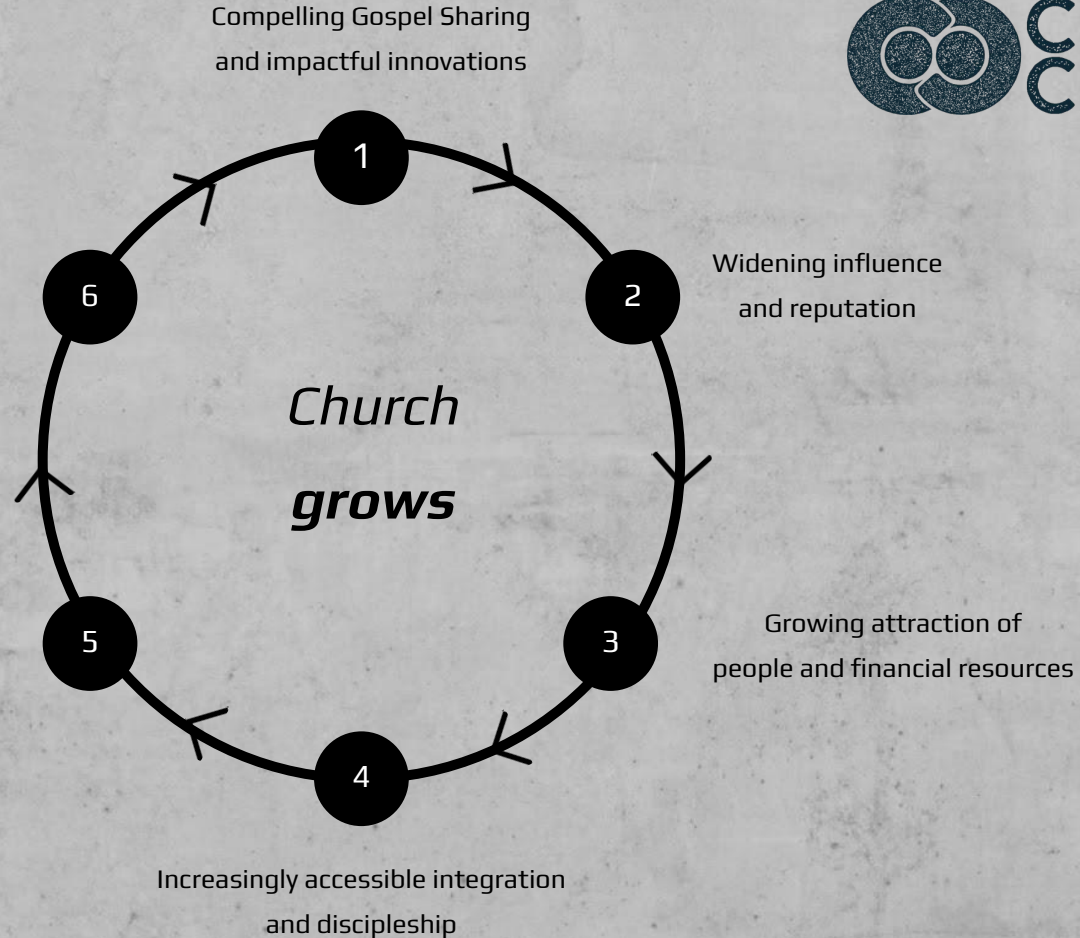 Compelling Gospel Sharing
and impactful innovations
C
C
1
6
2
Widening influence
and reputation
Church
grows
5
3
Growing attraction of
people and financial resources
4
Increasingly accessible integration
and discipleship